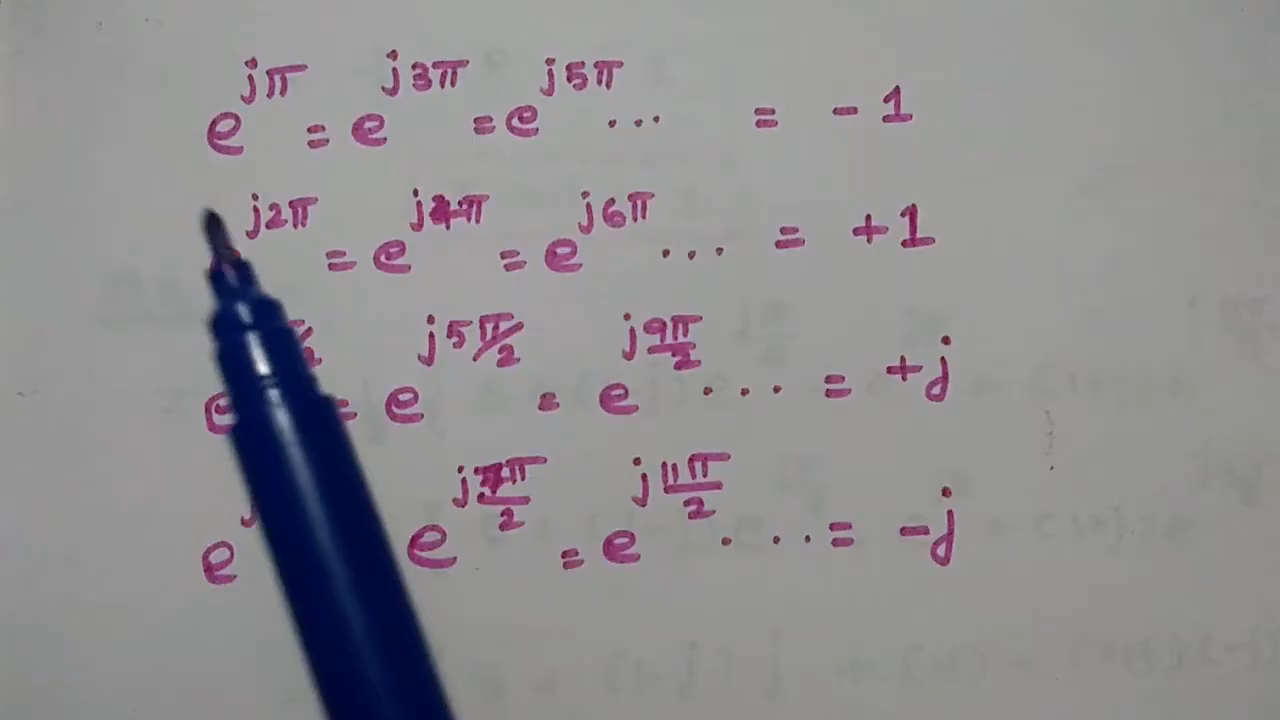 e^{jπ} = e^{j3π} = e^{j5π} ... = -1
j2π = e^{j4π} = e^{j6π} ... = +1
e = e^{j5π/2} = e^{j9π/2} ... = +j
e^{j e^{j7π/2} = e^{j11π/2} ... = -j